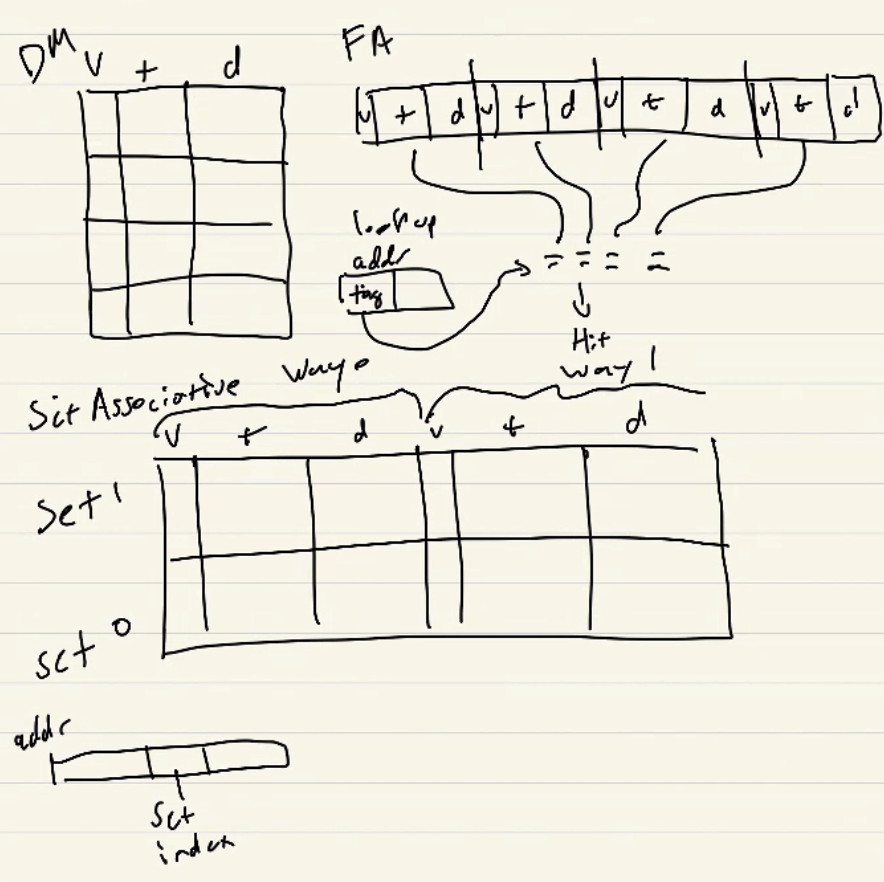 DM
v t d
FA
v t d v t d v t d v t d
lookup
addr
tag
= = = =
Hit
Set Associative
way 0
way 1
v t d v t d
Set 1
set 0
addr
Set
index